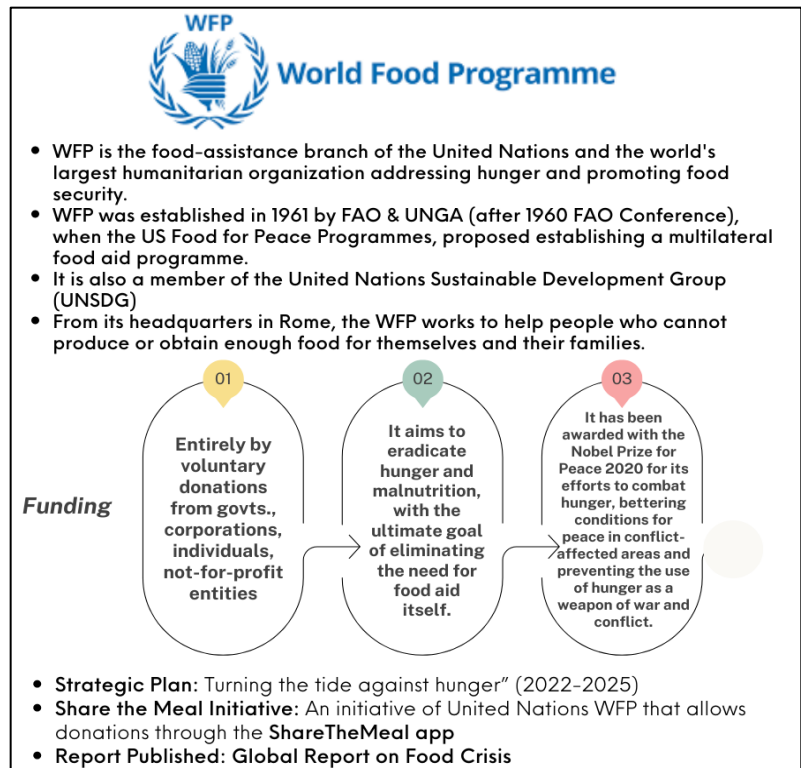 WFP
World Food Programme
• WFP is the food-assistance branch of the United Nations and the world's
largest humanitarian organization addressing hunger and promoting food
security.
• WFP was established in 1961 by FAO & UNGA (after 1960 FAO Conference),
when the US Food for Peace Programmes, proposed establishing a multilateral
food aid programme.
• It is also a member of the United Nations Sustainable Development Group
(UNSDG)
• From its headquarters in Rome, the WFP works to help people who cannot
produce or obtain enough food for themselves and their families.
Funding
01
Entirely by
voluntary
donations
from govts.,
corporations,
individuals,
not-for-profit
entities
02
It aims to
eradicate
hunger and
malnutrition,
with the
ultimate goal
of eliminating
the need for
food aid
itself.
03
It has been
awarded with the
Nobel Prize for
Peace 2020 for its
efforts to combat
hunger, bettering
conditions for
peace in conflict-
affected areas and
preventing the use
of hunger as a
weapon of war and
conflict.
• Strategic Plan: Turning the tide against hunger” (2022-2025)
• Share the Meal Initiative: An initiative of United Nations WFP that allows
donations through the ShareTheMeal app
• Report Published: Global Report on Food Crisis